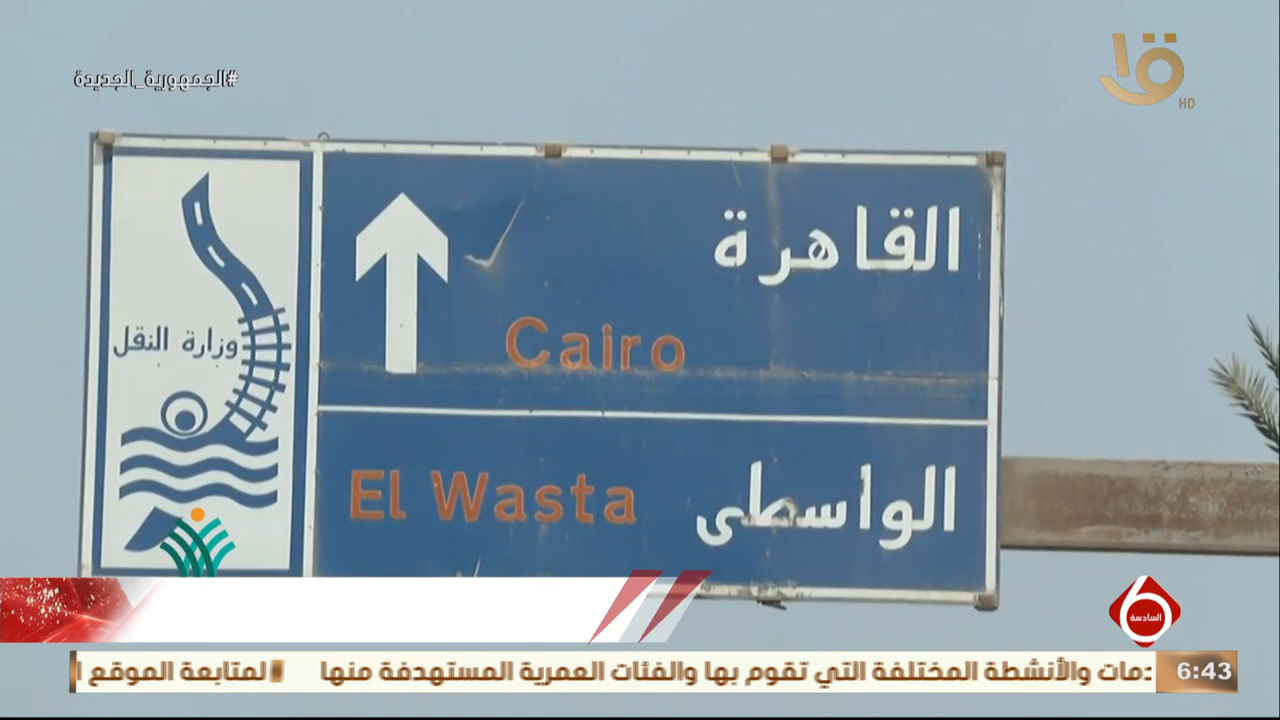 #الجمهورية_الجديدة
HD
القاهرة
Cairo
وزارة النقل
الواسطى
El Wasta
السادسة
والأنشطة المختلفة التي تقوم بها والفئات العمرية المستهدفة منها لمتابعة الموقع
6:43